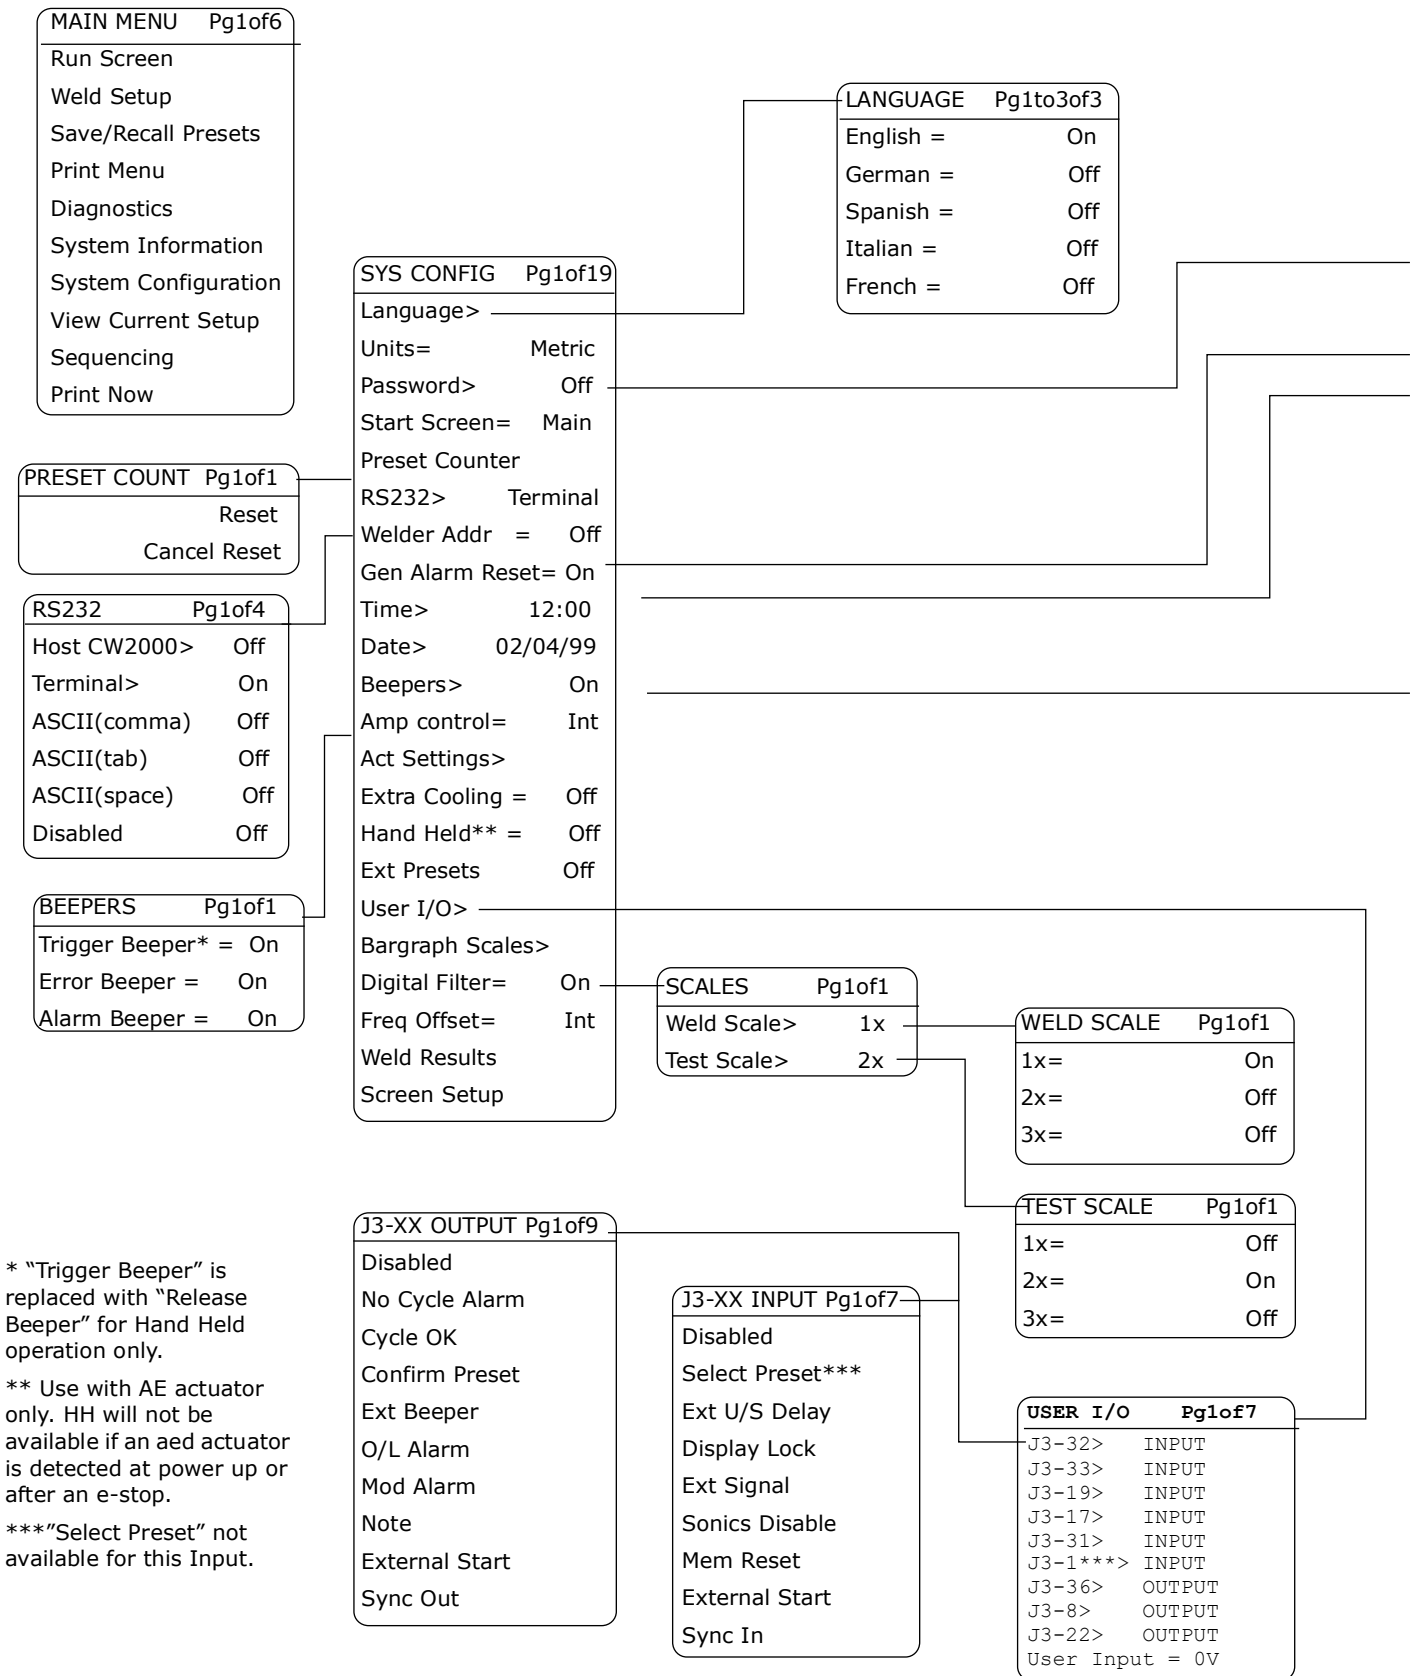 MAIN MENU Pg1of6
Run Screen
Weld Setup
Save/Recall Presets
Print Menu
Diagnostics
System Information
System Configuration
View Current Setup
Sequencing
Print Now
PRESET COUNT Pg1of1
Reset
Cancel Reset
RS232 Pg1of4
Host CW2000> Off
Terminal> On
ASCII(comma) Off
ASCII(tab) Off
ASCII(space) Off
Disabled Off
BEEPERS Pg1of1
Trigger Beeper* = On
Error Beeper = On
Alarm Beeper = On
SYS CONFIG Pg1of19
Language>
Units= Metric
Password> Off
Start Screen= Main
Preset Counter
RS232> Terminal
Welder Addr = Off
Gen Alarm Reset= On
Time> 12:00
Date> 02/04/99
Beepers> On
Amp control= Int
Act Settings>
Extra Cooling = Off
Hand Held** = Off
Ext Presets Off
User I/O>
Bargraph Scales>
Digital Filter= On
Freq Offset= Int
Weld Results
Screen Setup
LANGUAGE Pg1to3of3
English = On
German = Off
Spanish = Off
Italian = Off
French = Off
SCALES Pg1of1
Weld Scale> 1x
Test Scale> 2x
WELD SCALE Pg1of1
1x= On
2x= Off
3x= Off
TEST SCALE Pg1of1
1x= Off
2x= On
3x= Off
* “Trigger Beeper” is
replaced with “Release
Beeper” for Hand Held
operation only.
** Use with AE actuator
only. HH will not be
available if an aed actuator
is detected at power up or
after an e-stop.
***”Select Preset” not
available for this Input.
J3-XX OUTPUT Pg1of9
Disabled
No Cycle Alarm
Cycle OK
Confirm Preset
Ext Beeper
O/L Alarm
Mod Alarm
Note
External Start
Sync Out
J3-XX INPUT Pg1of7
Disabled
Select Preset***
Ext U/S Delay
Display Lock
Ext Signal
Sonics Disable
Mem Reset
External Start
Sync In
USER I/O Pg1of7
J3-32> INPUT
J3-33> INPUT
J3-19> INPUT
J3-17> INPUT
J3-31> INPUT
J3-1***> INPUT
J3-36> OUTPUT
J3-8> OUTPUT
J3-22> OUTPUT
User Input = 0V